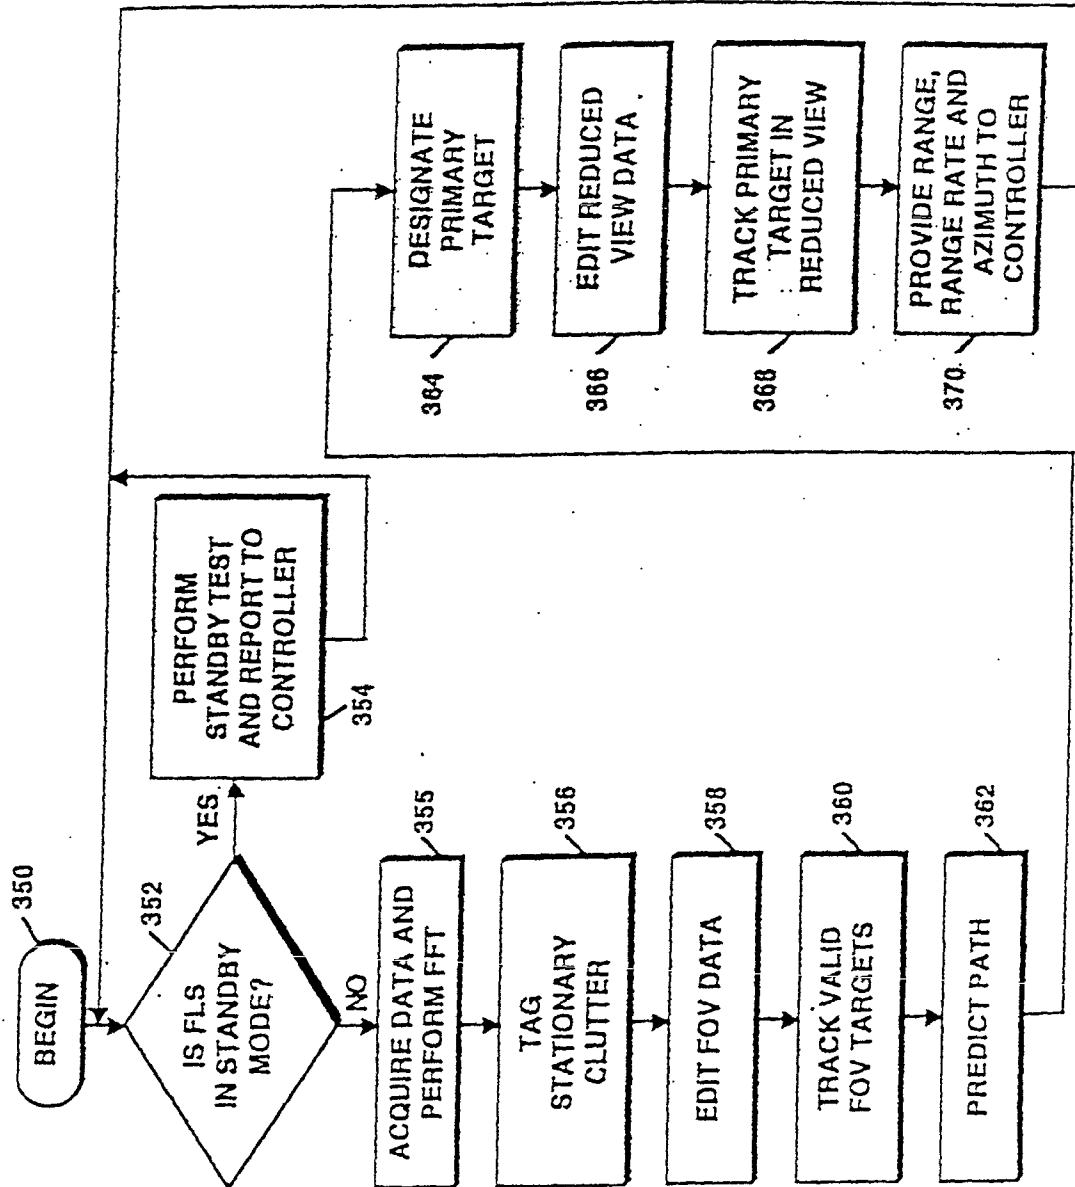 BEGIN
350
IS FLS
IN STANDBY
MODE?
352
YES
NO
PERFORM
STANDBY TEST
AND REPORT TO
CONTROLLER
354
ACQUIRE DATA AND
PERFORM FFT
355
TAG
STATIONARY
CLUTTER
356
EDIT FOV DATA
358
TRACK VALID
FOV TARGETS
360
PREDICT PATH
362
DESIGNATE
PRIMARY
TARGET
364
EDIT REDUCED
VIEW DATA
366
TRACK PRIMARY
TARGET IN
REDUCED VIEW
368
PROVIDE RANGE,
RANGE RATE AND
AZIMUTH TO
CONTROLLER
370